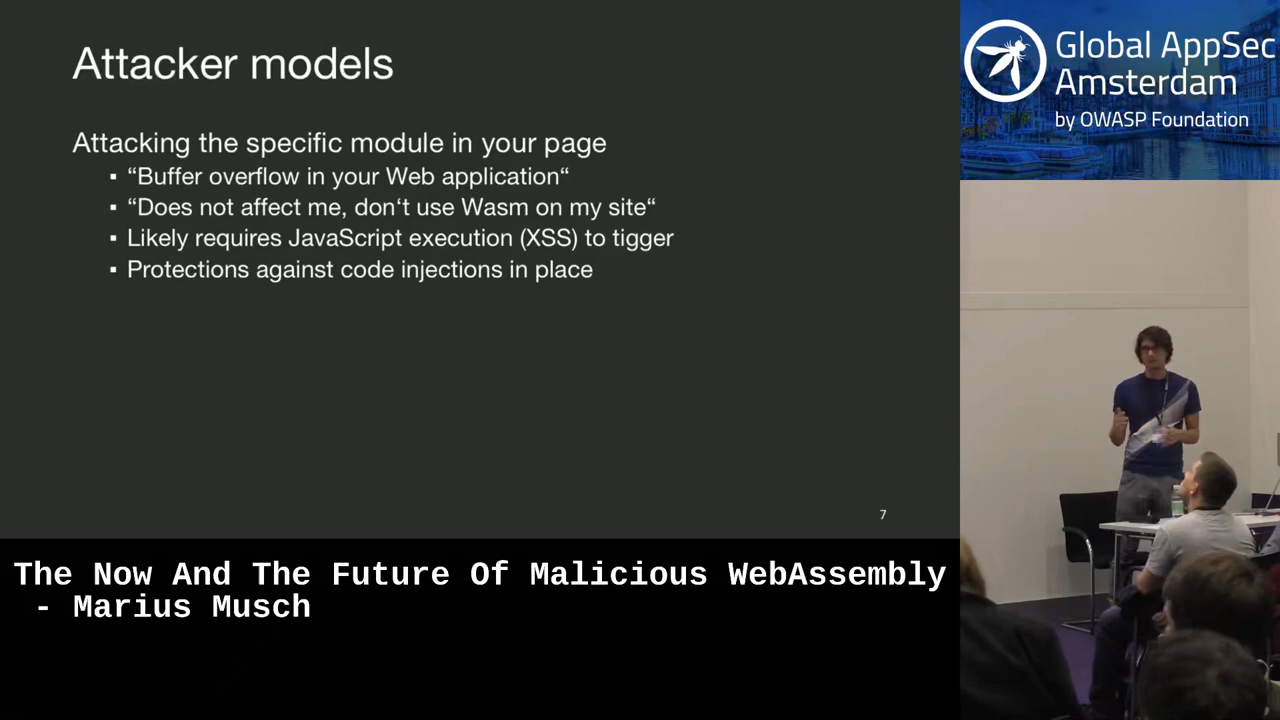 Attacker models
Attacking the specific module in your page
▪ “Buffer overflow in your Web application“
▪ “Does not affect me, don‘t use Wasm on my site“
▪ Likely requires JavaScript execution (XSS) to tigger
▪ Protections against code injections in place
7
Global AppSec
Amsterdam
by OWASP Foundation
The Now And The Future Of Malicious WebAssembly
- Marius Musch